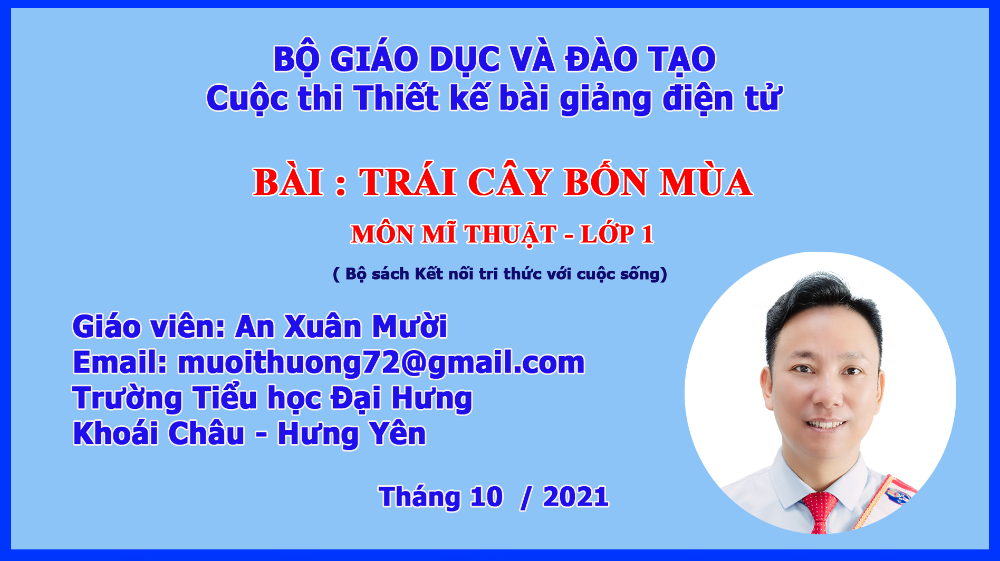 BỘ GIÁO DỤC VÀ ĐÀO TẠO
Cuộc thi Thiết kế bài giảng điện tử
BÀI : TRÁI CÂY BỐN MÙA
MÔN MĨ THUẬT - LỚP 1
( Bộ sách Kết nối tri thức với cuộc sống)
Giáo viên: An Xuân Mười
Email: muoithuong72@gmail.com
Trường Tiểu học Đại Hưng
Khoái Châu - Hưng Yên
Tháng 10 / 2021